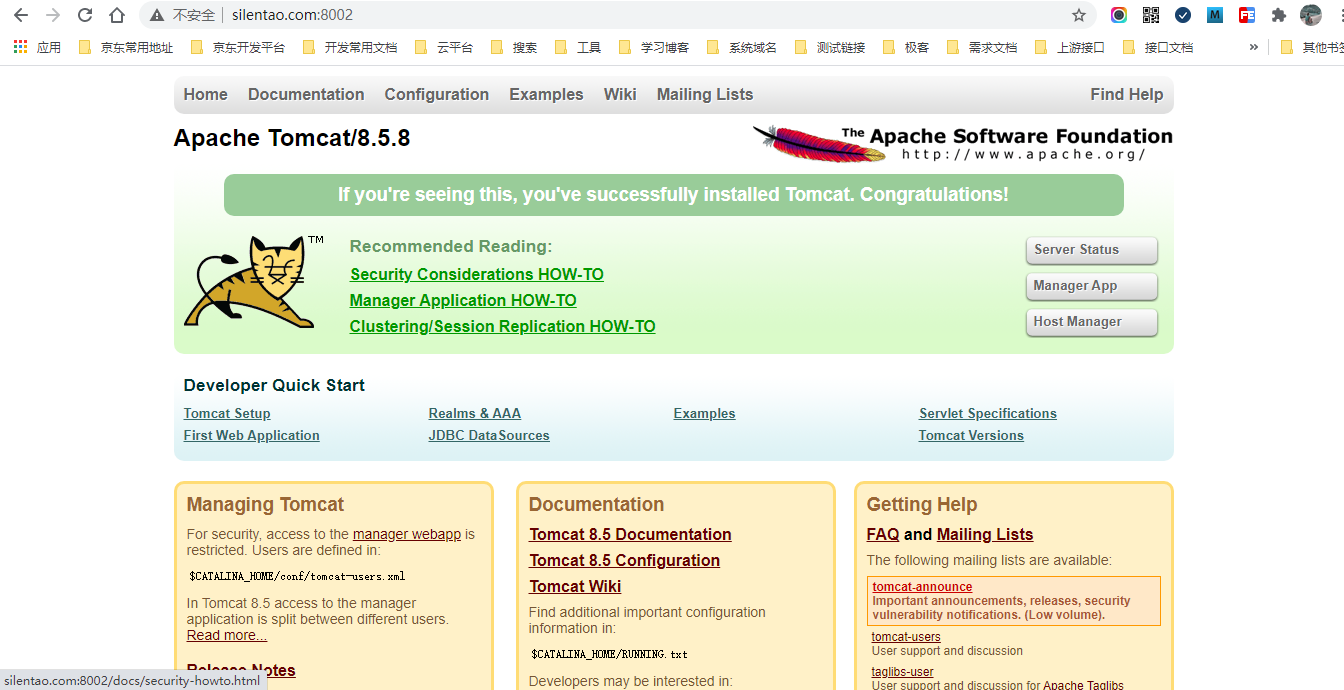 不安全 silentao.com:8002
应用 京东常用地址 京东开发平台 开发常用文档 云平台 搜索 工具 学习博客 系统域名 测试链接 极客 需求文档 上游接口 接口文档 » 其他书签
Home Documentation Configuration Examples Wiki Mailing Lists Find Help
Apache Tomcat/8.5.8
The Apache Software Foundation
http://www.apache.org/
If you're seeing this, you've successfully installed Tomcat. Congratulations!
TM
Recommended Reading:
Security Considerations HOW-TO
Manager Application HOW-TO
Clustering/Session Replication HOW-TO
Server Status
Manager App
Host Manager
Developer Quick Start
Tomcat Setup
First Web Application
Realms & AAA
JDBC DataSources
Examples
Servlet Specifications
Tomcat Versions
Managing Tomcat
For security, access to the manager webapp is
restricted. Users are defined in:
$CATALINA_HOME/conf/tomcat-users.xml
In Tomcat 8.5 access to the manager
application is split between different users.
Read more...
Release Notes
Documentation
Tomcat 8.5 Documentation
Tomcat 8.5 Configuration
Tomcat Wiki
Find additional important configuration
information in:
$CATALINA_HOME/RUNNING.txt
Developers may be interested in:
Getting Help
FAQ and Mailing Lists
The following mailing lists are available:
tomcat-announce
Important announcements, releases, security
vulnerability notifications. (Low volume).
tomcat-users
User support and discussion
taglibs-user
User support and discussion for Apache Taglibs
silentao.com:8002/docs/security-howto.html